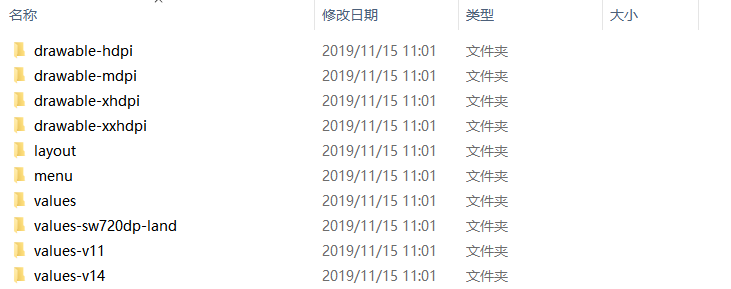 名称 修改日期 类型 大小
drawable-hdpi 2019/11/15 11:01 文件夹
drawable-mdpi 2019/11/15 11:01 文件夹
drawable-xhdpi 2019/11/15 11:01 文件夹
drawable-xxhdpi 2019/11/15 11:01 文件夹
layout 2019/11/15 11:01 文件夹
menu 2019/11/15 11:01 文件夹
values 2019/11/15 11:01 文件夹
values-sw720dp-land 2019/11/15 11:01 文件夹
values-v11 2019/11/15 11:01 文件夹
values-v14 2019/11/15 11:01 文件夹